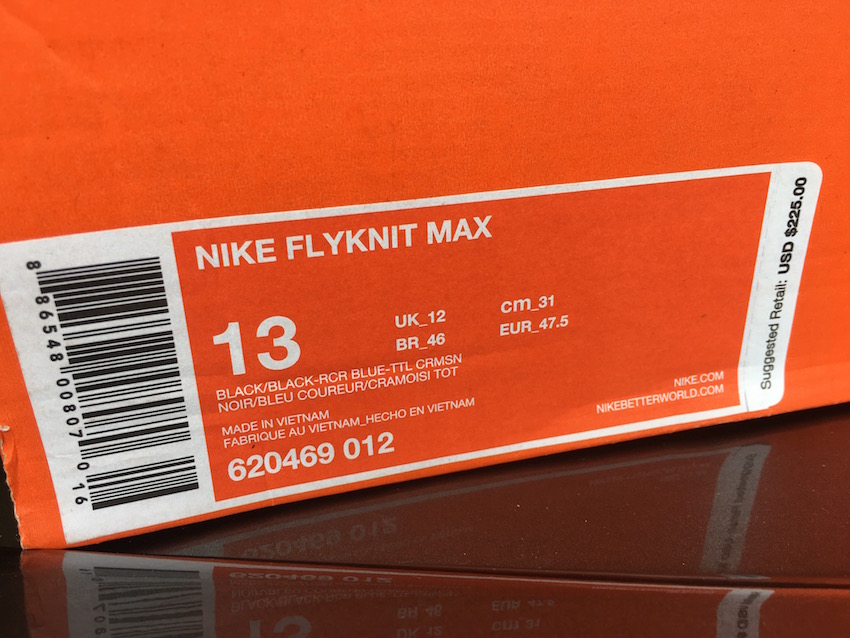 NIKE FLYKNIT MAX
13
UK_12
cm_31
BR_46
EUR_47.5
BLACK/BLACK-RCR BLUE-TTL CRMSN
NOIR/BLEU COUREUR/CRAMOISI TOT
MADE IN VIETNAM
FABRIQUE AU VIETNAM_HECHO EN VIETNAM
620469 012
NIKE.COM
NIKEBETTERWORLD.COM
Suggested Retail: USD $225.00
8 86548 00807 016